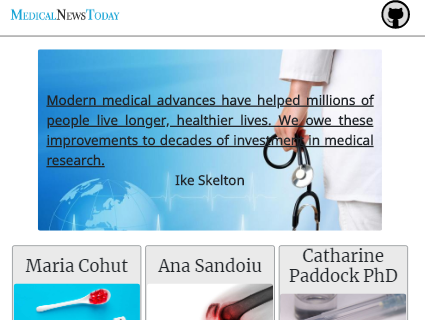 MEDICALNEWSTODAY
Modern medical advances have helped millions of
people live longer, healthier lives. We owe these
improvements to decades of investment in medical
research.
Ike Skelton
Maria Cohut
Ana Sandoiu
Catharine
Paddock PhD